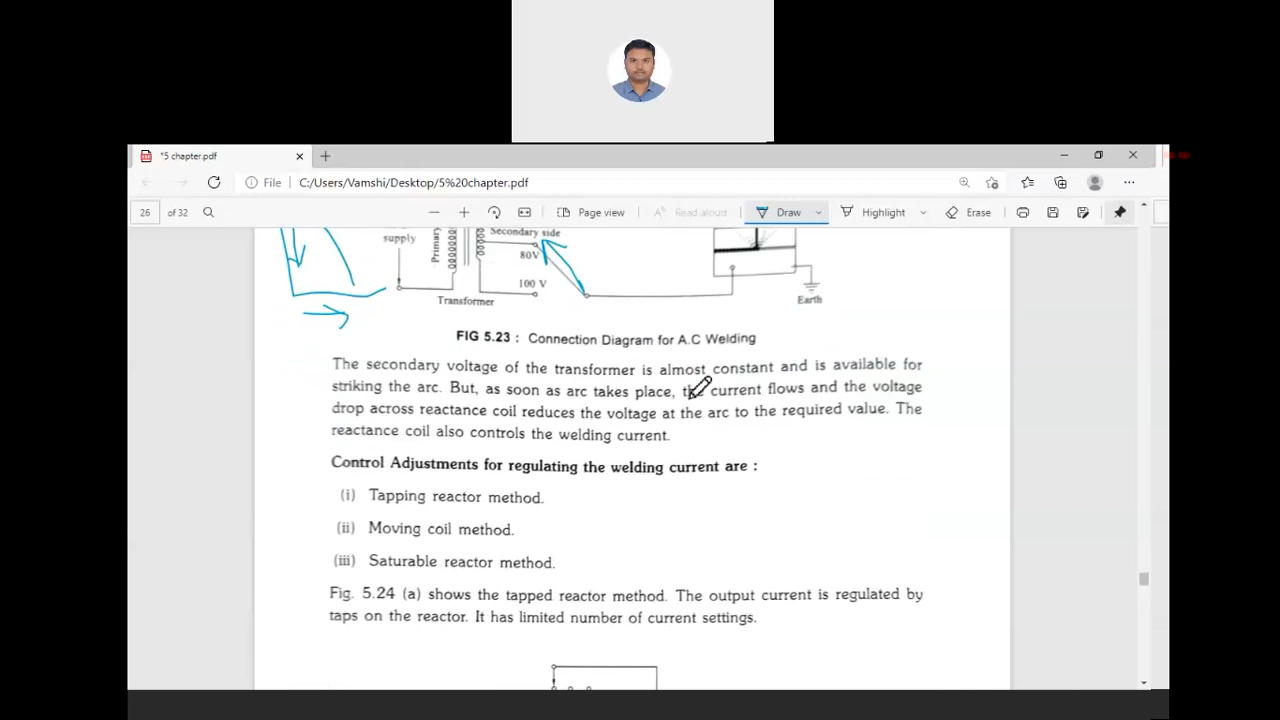 *5 chapter.pdf
File C:/Users/Vamshi/Desktop/5%20chapter.pdf
26 of 32 Page view Read aloud Draw Highlight Erase
supply
Primary
Secondary side
80V
100 V
Transformer
Earth
FIG 5.23 : Connection Diagram for A.C Welding
The secondary voltage of the transformer is almost constant and is available for
striking the arc. But, as soon as arc takes place, the current flows and the voltage
drop across reactance coil reduces the voltage at the arc to the required value. The
reactance coil also controls the welding current.
Control Adjustments for regulating the welding current are :
(i) Tapping reactor method.
(ii) Moving coil method.
(iii) Saturable reactor method.
Fig. 5.24 (a) shows the tapped reactor method. The output current is regulated by
taps on the reactor. It has limited number of current settings.